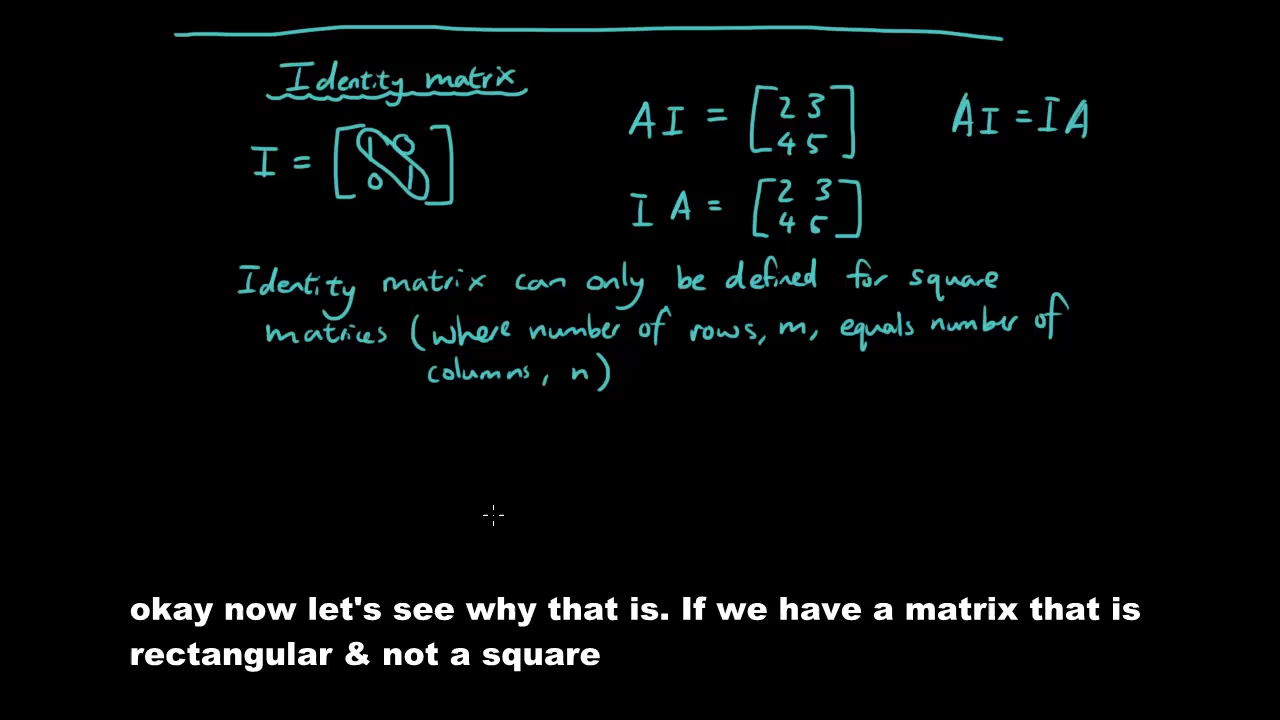 Identity matrix
I = [1 0
0 1]
AI = [2 3
4 5]
AI = IA
IA = [2 3
4 5]
Identity matrix can only be defined for square
matrices (where number of rows, m, equals number of
columns, n)
okay now let's see why that is. If we have a matrix that is
rectangular & not a square